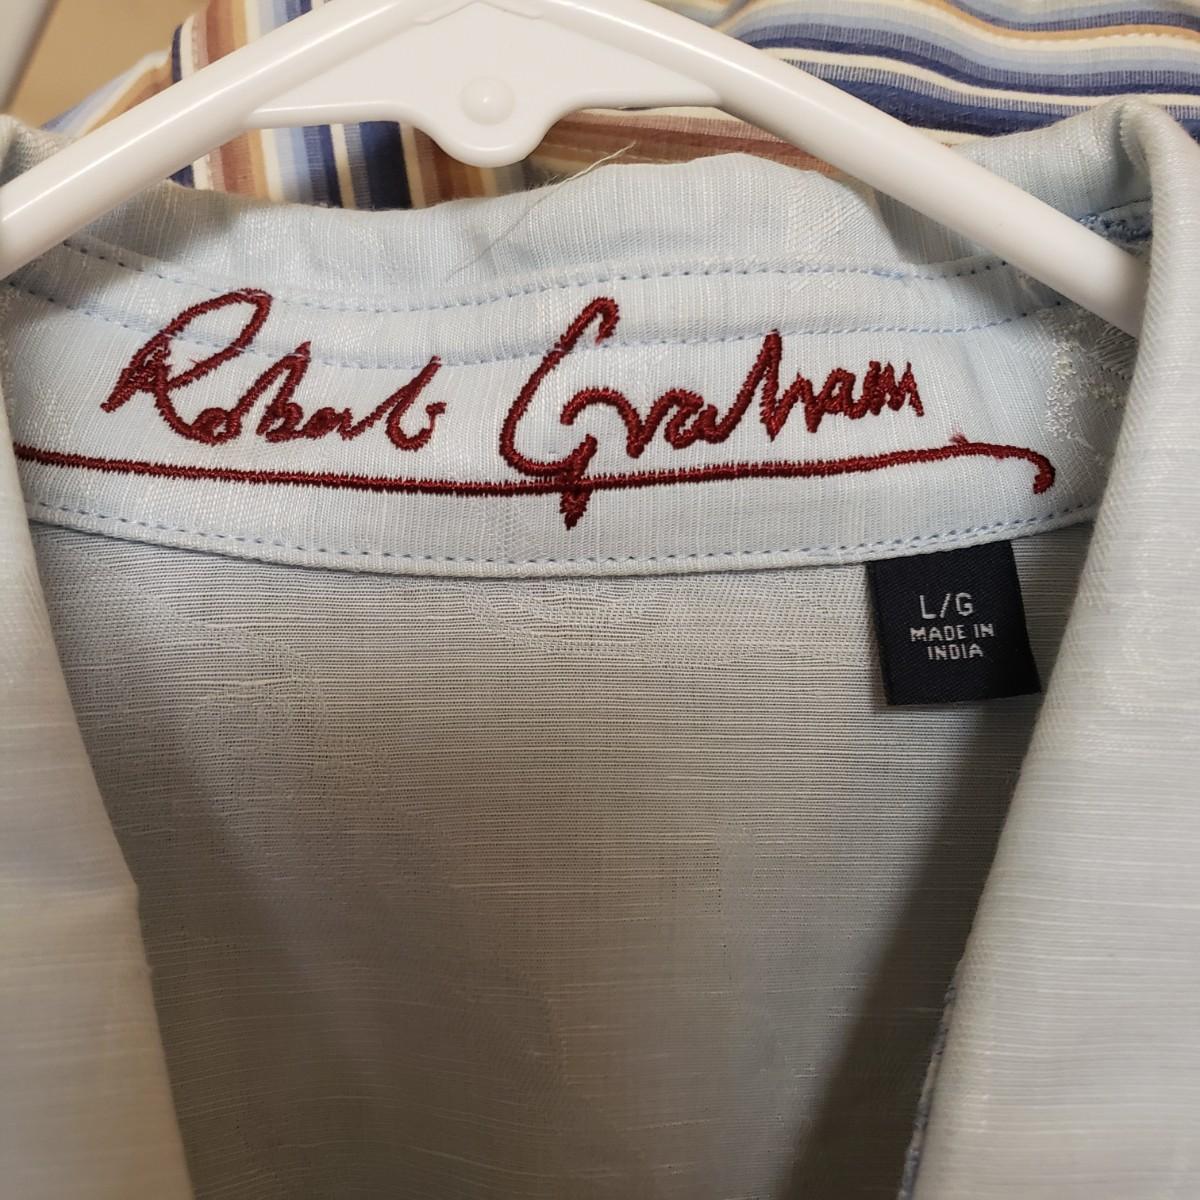 Robert Graham
L/G
MADE IN
INDIA